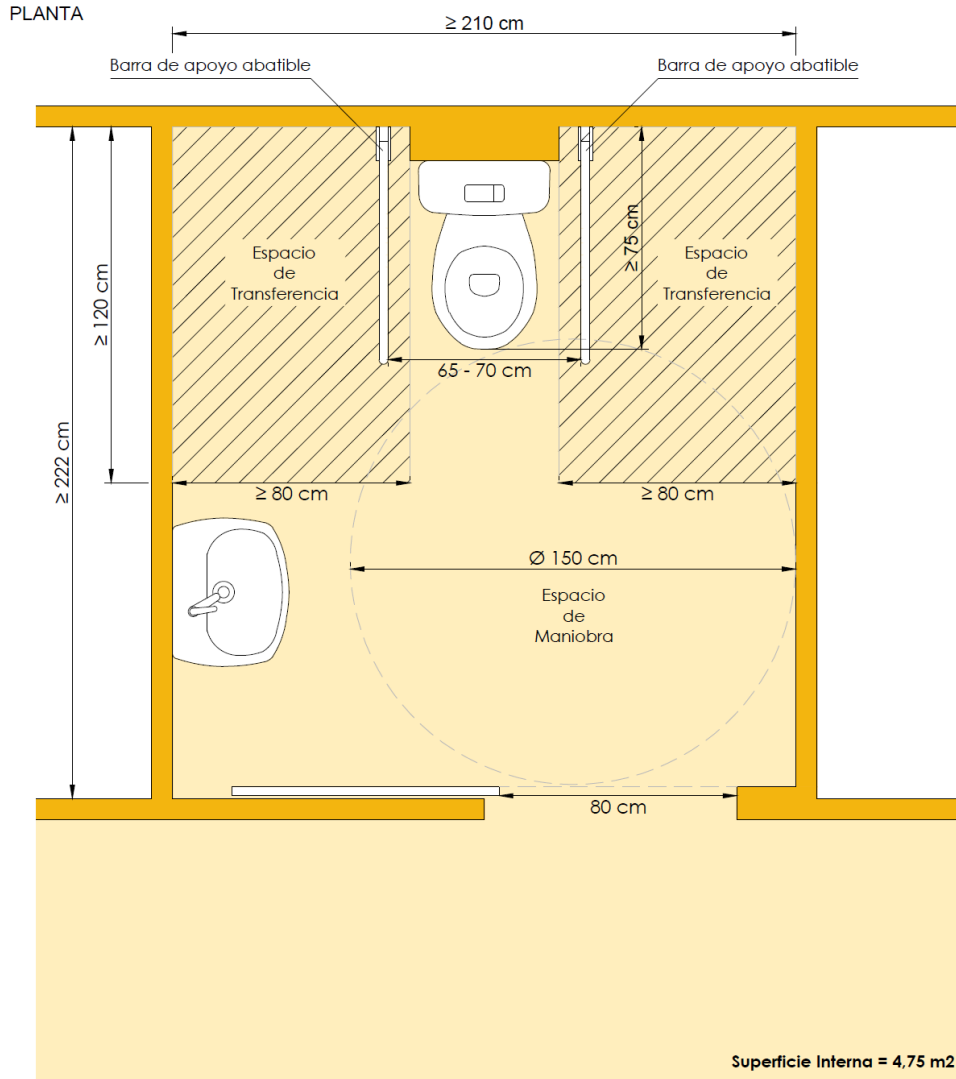 PLANTA
≥ 210 cm
Barra de apoyo abatible
Barra de apoyo abatible
≥ 75 cm
Espacio
de
Transferencia
Espacio
de
Transferencia
≥ 120 cm
65 - 70 cm
≥ 222 cm
≥ 80 cm
≥ 80 cm
Ø 150 cm
Espacio
de
Maniobra
80 cm
Superficie Interna = 4,75 m2